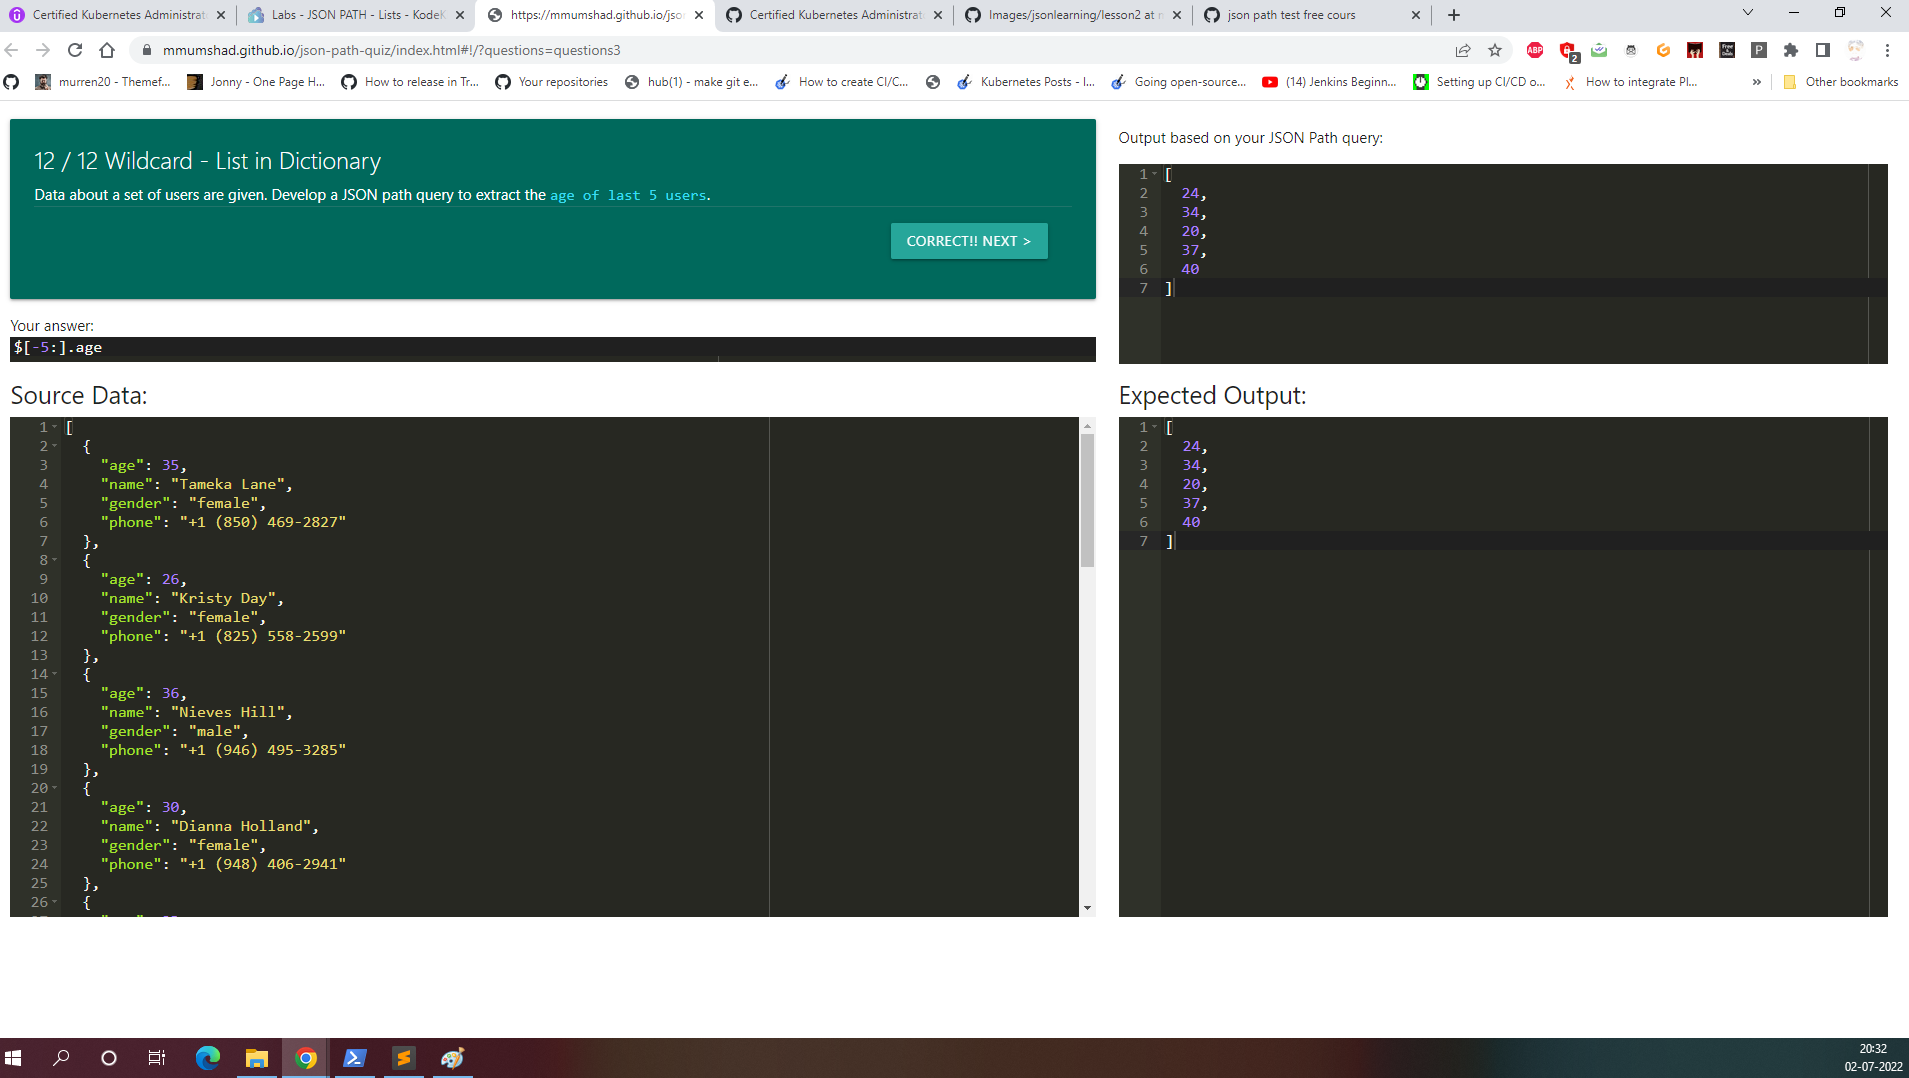 Certified Kubernetes Administrat
Labs - JSON PATH - Lists - KodeK
https://mmumshad.github.io/jso
Certified Kubernetes Administrat
Images/jsonlearning/lesson2 at m
json path test free cours
mmumshad.github.io/json-path-quiz/index.html#!/?questions=questions3
ABP
2
P
murren20 - Themef...
Jonny - One Page H...
How to release in Tr...
Your repositories
hub(1) - make git e...
How to create CI/C...
Kubernetes Posts - I...
Going open-source...
(14) Jenkins Beginn...
Setting up CI/CD o...
How to integrate Pl...
»
Other bookmarks
12 / 12 Wildcard - List in Dictionary
Data about a set of users are given. Develop a JSON path query to extract the age of last 5 users.
CORRECT!! NEXT >
Your answer:
$[-5:].age
Output based on your JSON Path query:
1 [
2 24,
3 34,
4 20,
5 37,
6 40
7 ]
Source Data:
1 [
2 {
3 "age": 35,
4 "name": "Tameka Lane",
5 "gender": "female",
6 "phone": "+1 (850) 469-2827"
7 },
8 {
9 "age": 26,
10 "name": "Kristy Day",
11 "gender": "female",
12 "phone": "+1 (825) 558-2599"
13 },
14 {
15 "age": 36,
16 "name": "Nieves Hill",
17 "gender": "male",
18 "phone": "+1 (946) 495-3285"
19 },
20 {
21 "age": 30,
22 "name": "Dianna Holland",
23 "gender": "female",
24 "phone": "+1 (948) 406-2941"
25 },
26 {
Expected Output:
1 [
2 24,
3 34,
4 20,
5 37,
6 40
7 ]
20:32
02-07-2022